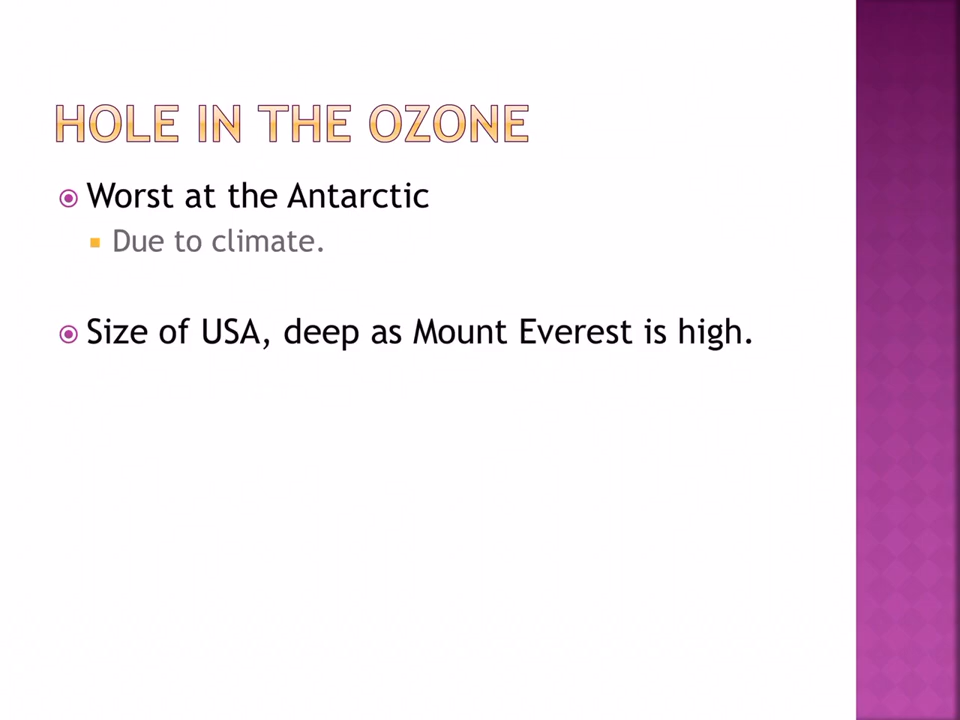 HOLE IN THE OZONE
Worst at the Antarctic
Due to climate.
Size of USA, deep as Mount Everest is high.